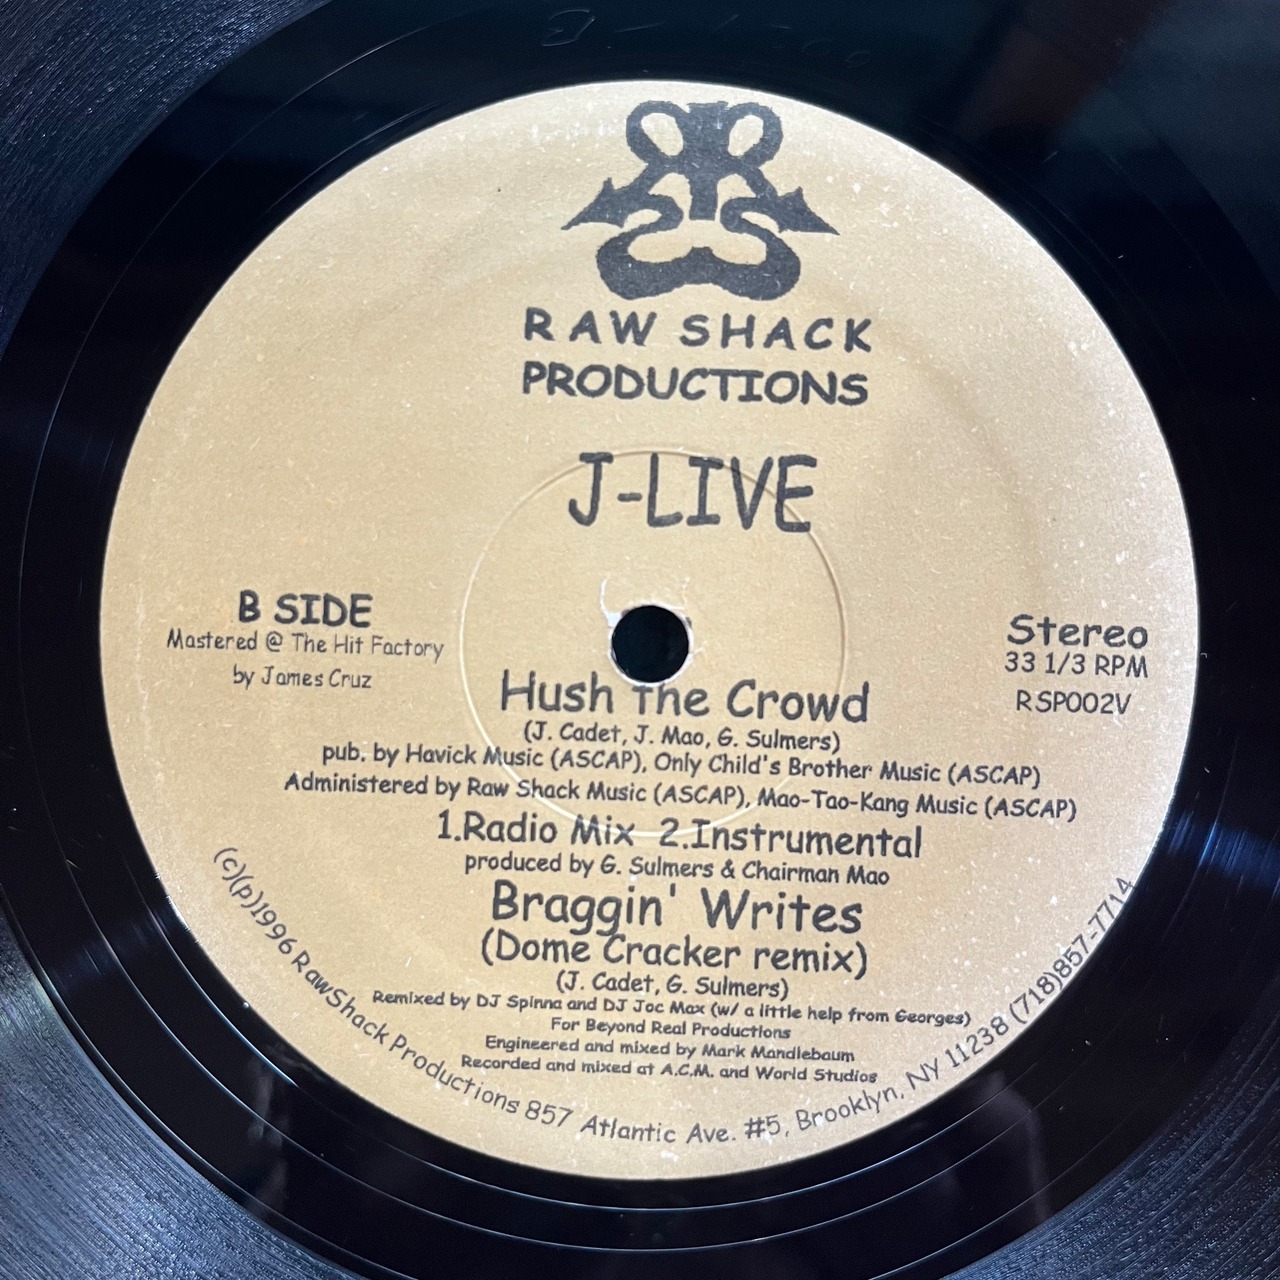 RAW SHACK
PRODUCTIONS
J-LIVE
B SIDE
Mastered @ The Hit Factory
by James Cruz
Stereo
33 1/3 RPM
RSP002V
Hush The Crowd
(J. Cadet, J. Mao, G. Sulmers)
pub. by Havick Music (ASCAP), Only Child's Brother Music (ASCAP)
Administered by Raw Shack Music (ASCAP), Mao-Tao-Kang Music (ASCAP)
1.Radio Mix 2.Instrumental
produced by G. Sulmers & Chairman Mao
Braggin' Writes
(Dome Cracker remix)
(J. Cadet, G. Sulmers)
Remixed by DJ Spinna and DJ Joc Max (w/ a little help from Georges)
For Beyond Real Productions
Engineered and mixed by Mark Mandlebaum
Recorded and mixed at A.C.M. and World Studios
(c)(p)1996 RawShack Productions 857 Atlantic Ave. #5, Brooklyn, NY 11238 (718)857-7714